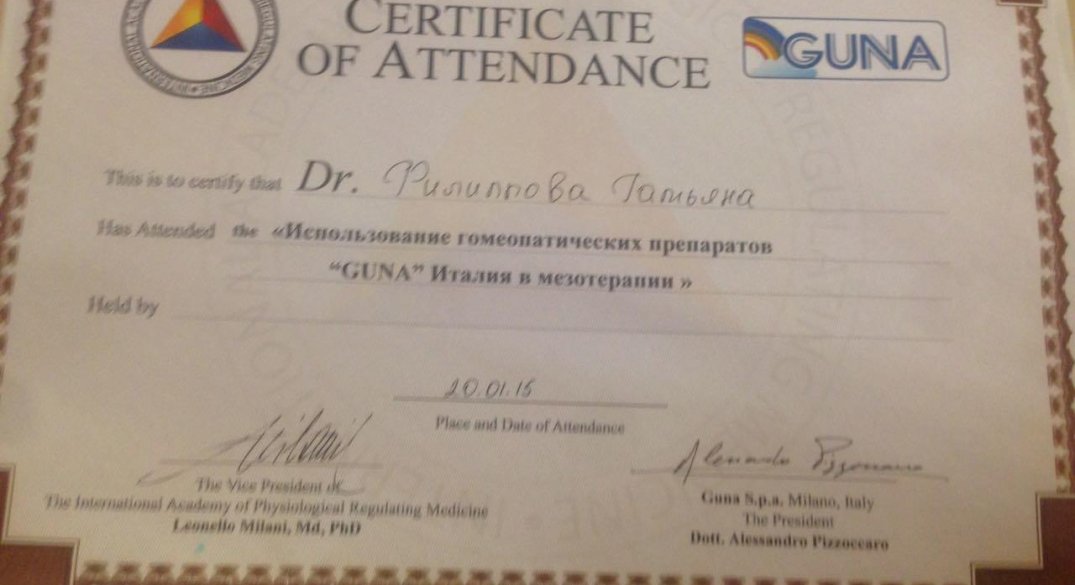 CERTIFICATE
OF ATTENDANCE
GUNA
This is to certify that Dr. Филиппова Татьяна
Has Attended the «Использование гомеопатических препаратов
“GUNA” Италия в мезотерапии »
Held by
20.01.15
Place and Date of Attendance
The Vice President of
The International Academy of Physiological Regulating Medicine
Leonello Milani, Md, PhD
Guna S.p.a. Milano, Italy
The President
Dott. Alessandro Pizzoccaro